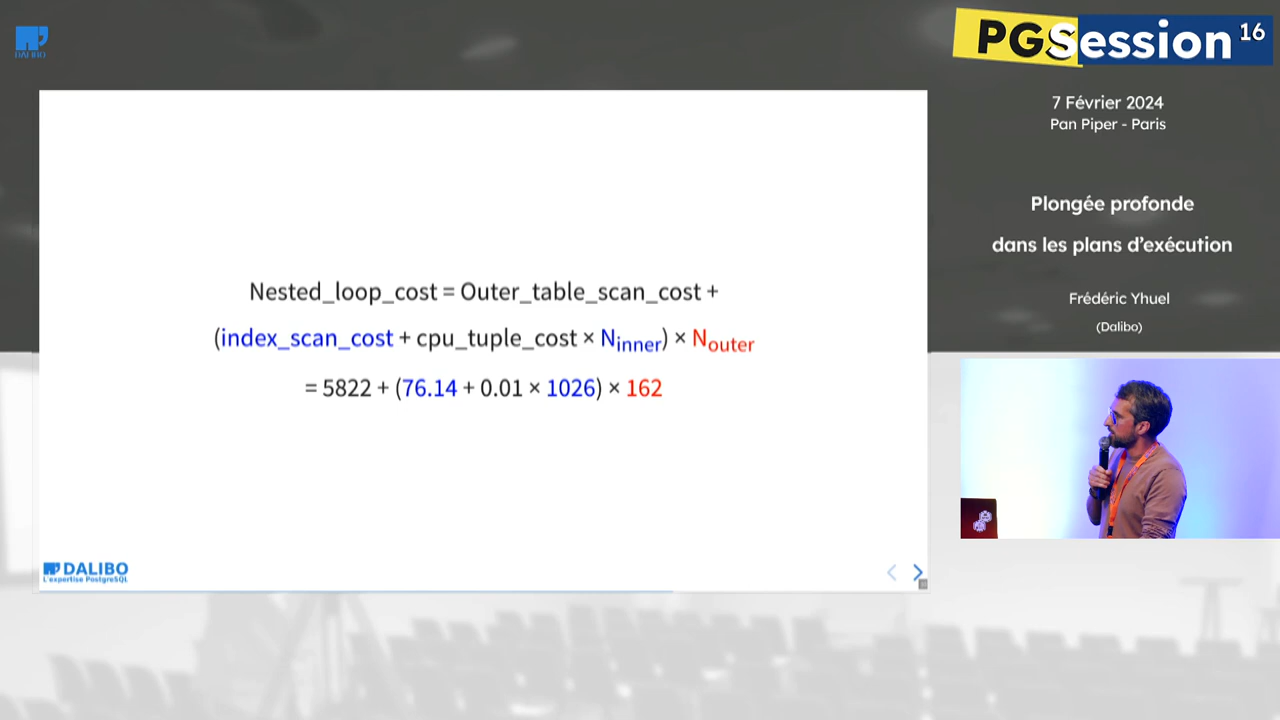 DALIBO
PGSession 16
7 Février 2024
Pan Piper - Paris
Plongée profonde
dans les plans d'exécution
Frédéric Yhuel
(Dalibo)
Nested_loop_cost = Outer_table_scan_cost +
(index_scan_cost + cpu_tuple_cost × Ninner) × Nouter
= 5822 + (76.14 + 0.01 × 1026) × 162
DALIBO
L'expertise PostgreSQL